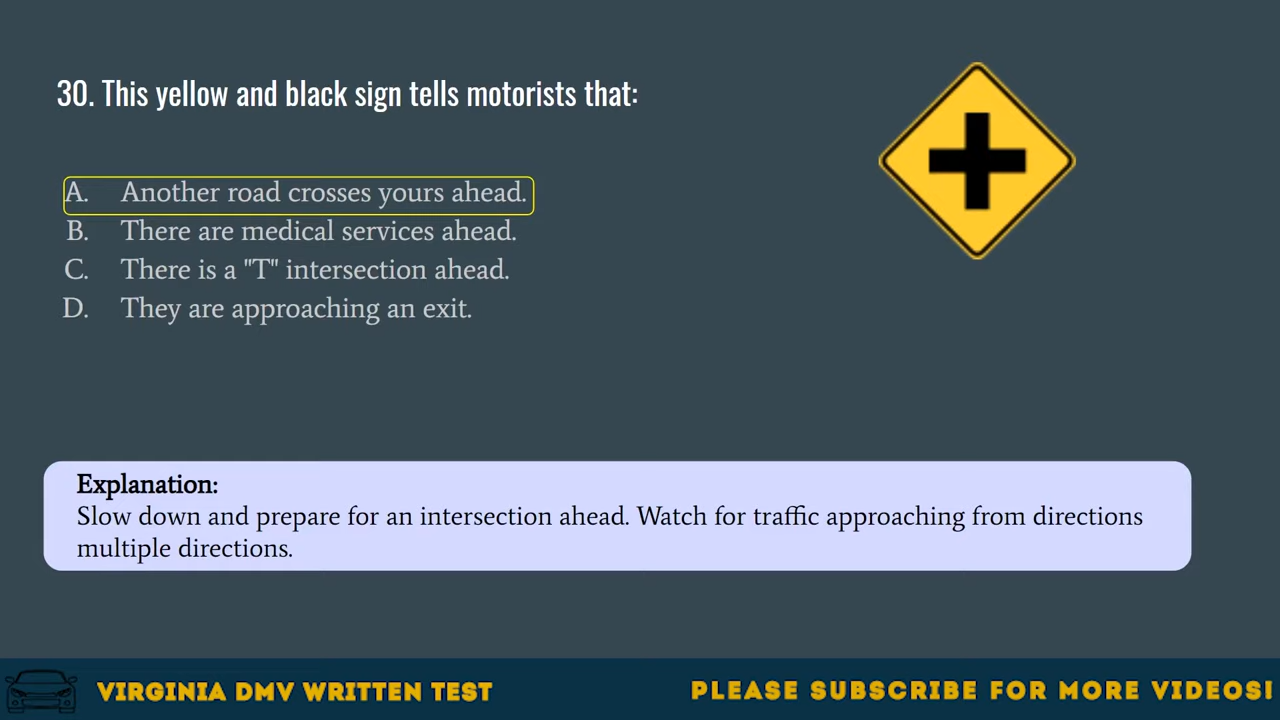 30. This yellow and black sign tells motorists that:
A. Another road crosses yours ahead.
B. There are medical services ahead.
C. There is a "T" intersection ahead.
D. They are approaching an exit.
Explanation:
Slow down and prepare for an intersection ahead. Watch for traffic approaching from directions
multiple directions.
VIRGINIA DMV WRITTEN TEST
PLEASE SUBSCRIBE FOR MORE VIDEOS!